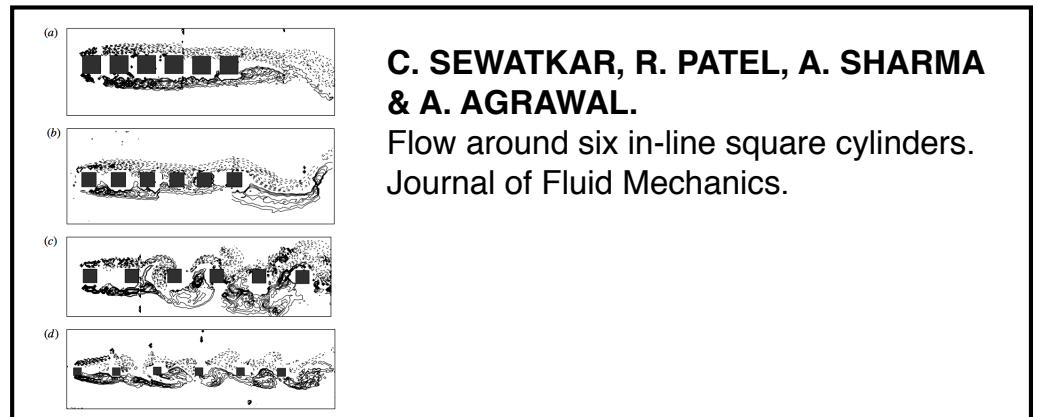 (a)
C. SEWATKAR, R. PATEL, A. SHARMA
& A. AGRAWAL.
Flow around six in-line square cylinders.
Journal of Fluid Mechanics.
(b)
(c)
(d)